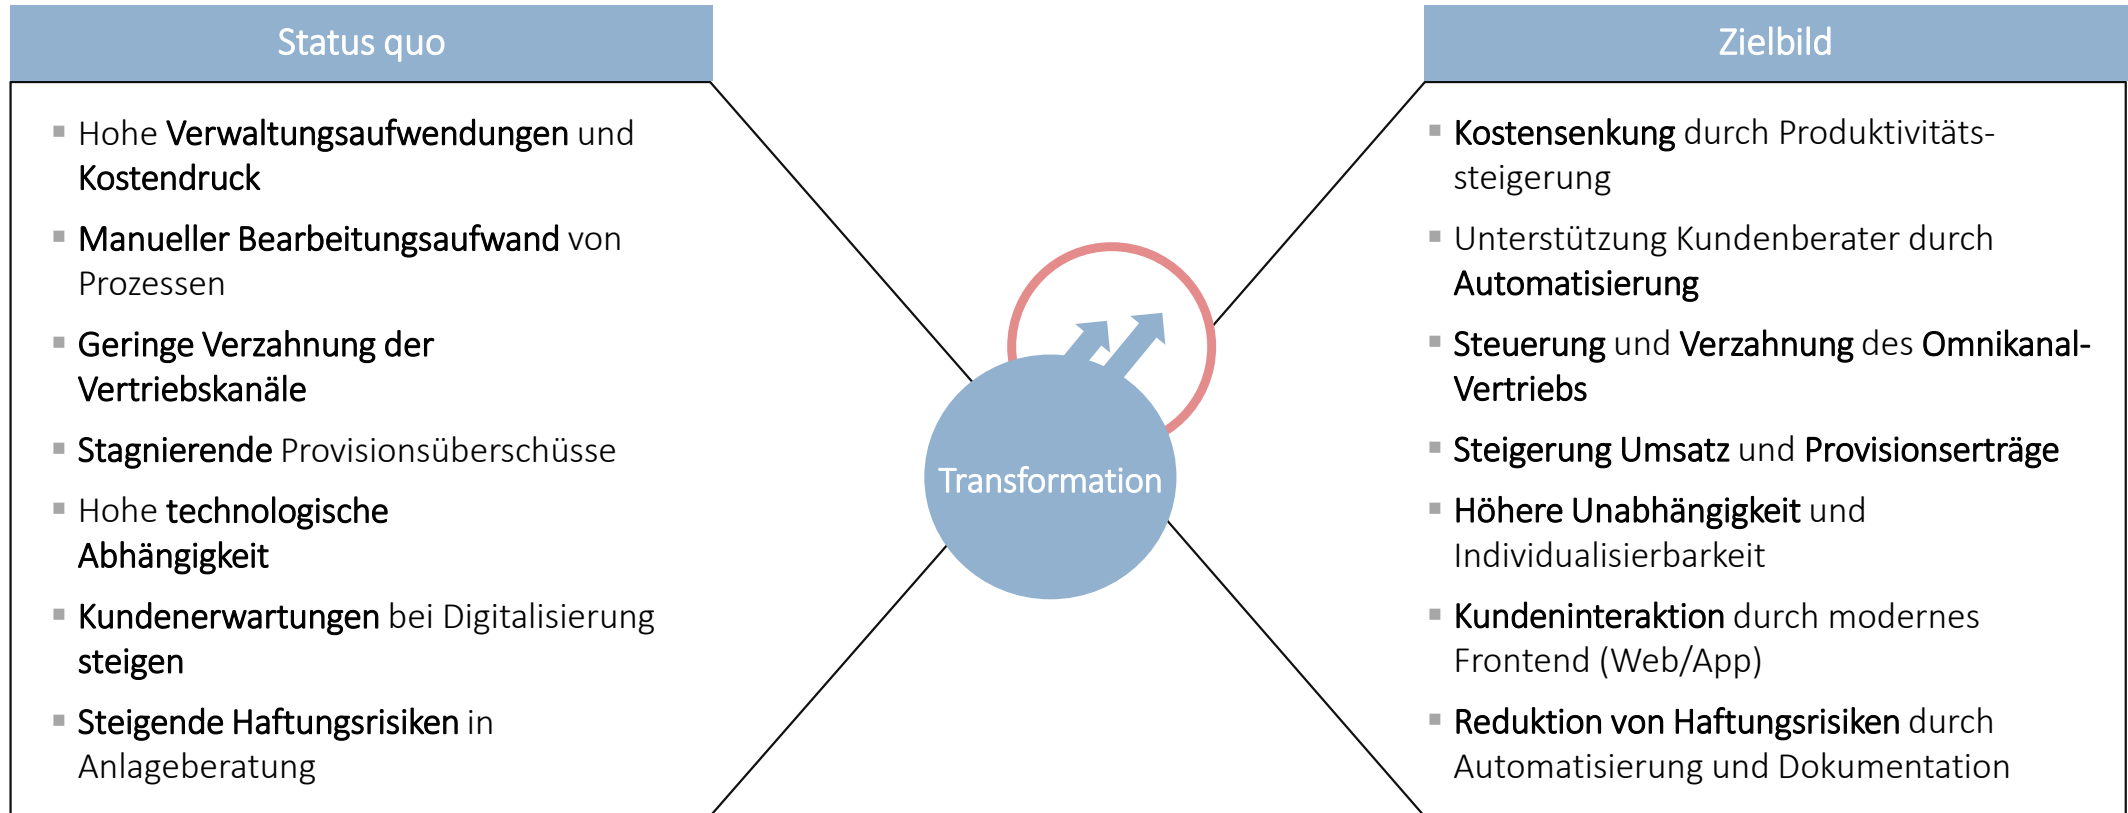 Status quo
Hohe Verwaltungsaufwendungen und
Kostendruck
Manueller Bearbeitungsaufwand von
Prozessen
Geringe Verzahnung der
Vertriebskanäle
Stagnierende Provisionsüberschüsse
Hohe technologische
Abhängigkeit
Kundenerwartungen bei Digitalisierung
steigen
Steigende Haftungsrisiken in
Anlageberatung
Transformation
Zielbild
Kostensenkung durch Produktivitäts-
steigerung
Unterstützung Kundenberater durch
Automatisierung
Steuerung und Verzahnung des Omnikanal-
Vertriebs
Steigerung Umsatz und Provisionserträge
Höhere Unabhängigkeit und
Individualisierbarkeit
Kundeninteraktion durch modernes
Frontend (Web/App)
Reduktion von Haftungsrisiken durch
Automatisierung und Dokumentation